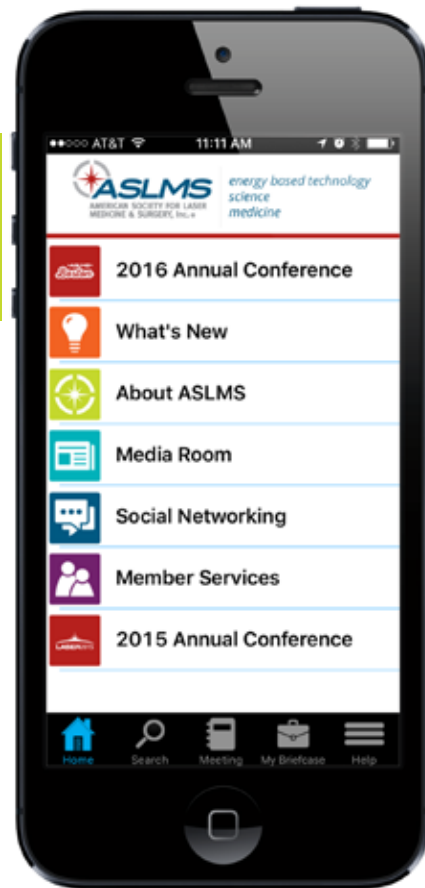 AT&T
11:11 AM
ASLMS
AMERICAN SOCIETY FOR LASER
MEDICINE & SURGERY, Inc.®
energy based technology
science
medicine
Boston
2016 Annual Conference
What's New
About ASLMS
Media Room
Social Networking
Member Services
2015 Annual Conference
Home
Search
Meeting
My Briefcase
Help